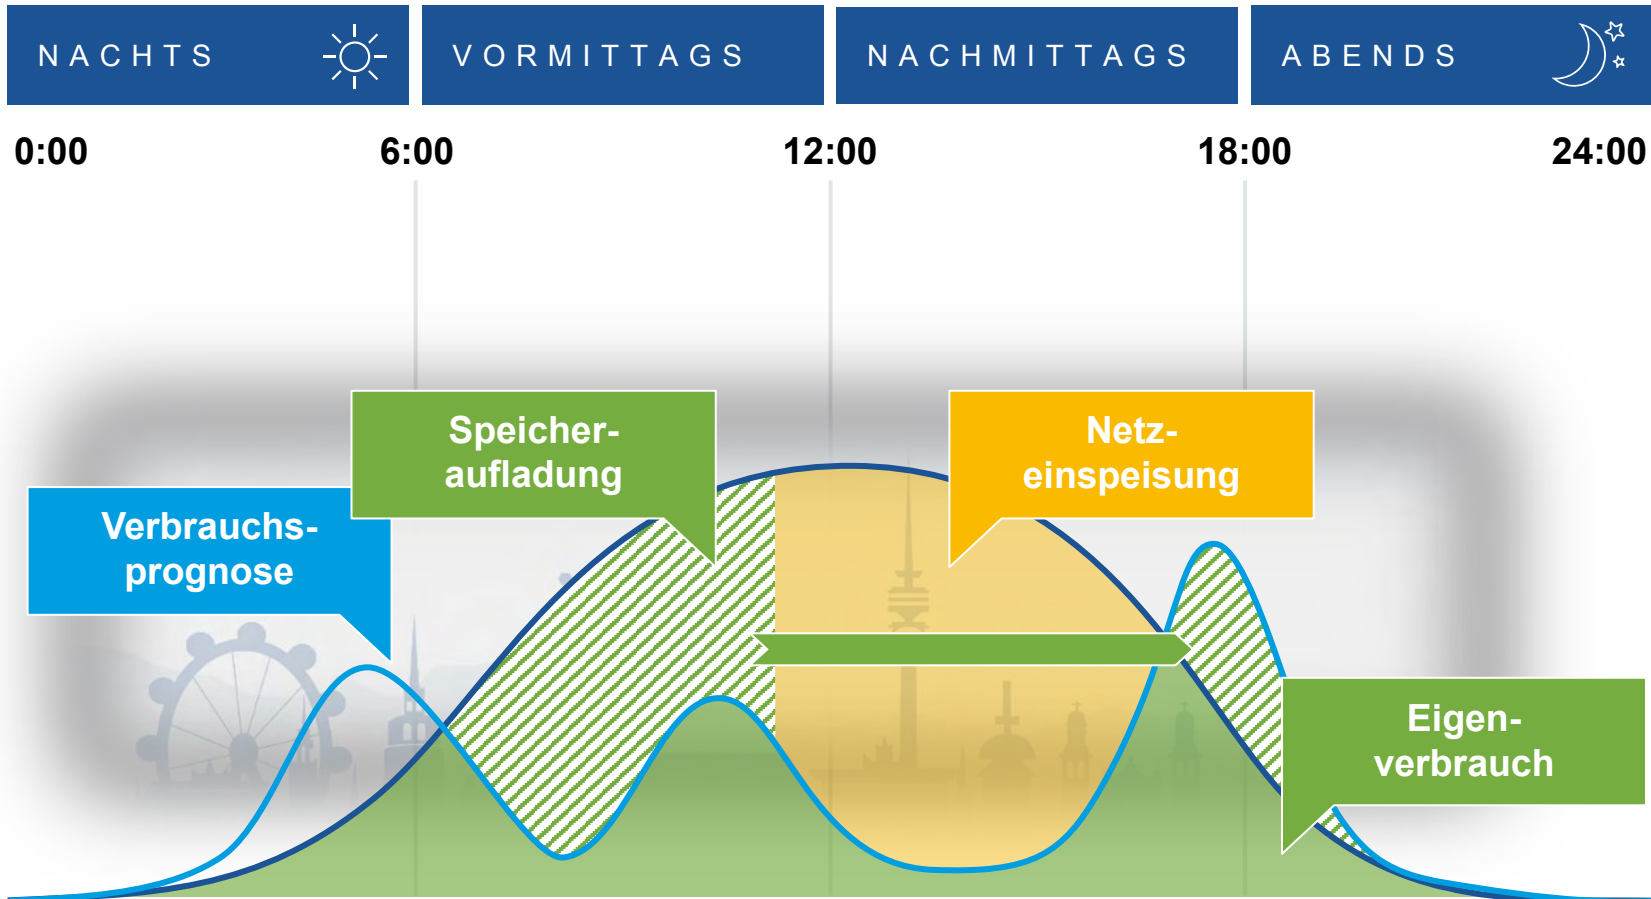 NACHTS
VORMITTAGS
NACHMITTAGS
ABENDS
0:00
6:00
12:00
18:00
24:00
Speicher-
aufladung
Netz-
einspeisung
Verbrauchs-
prognose
Eigen-
verbrauch